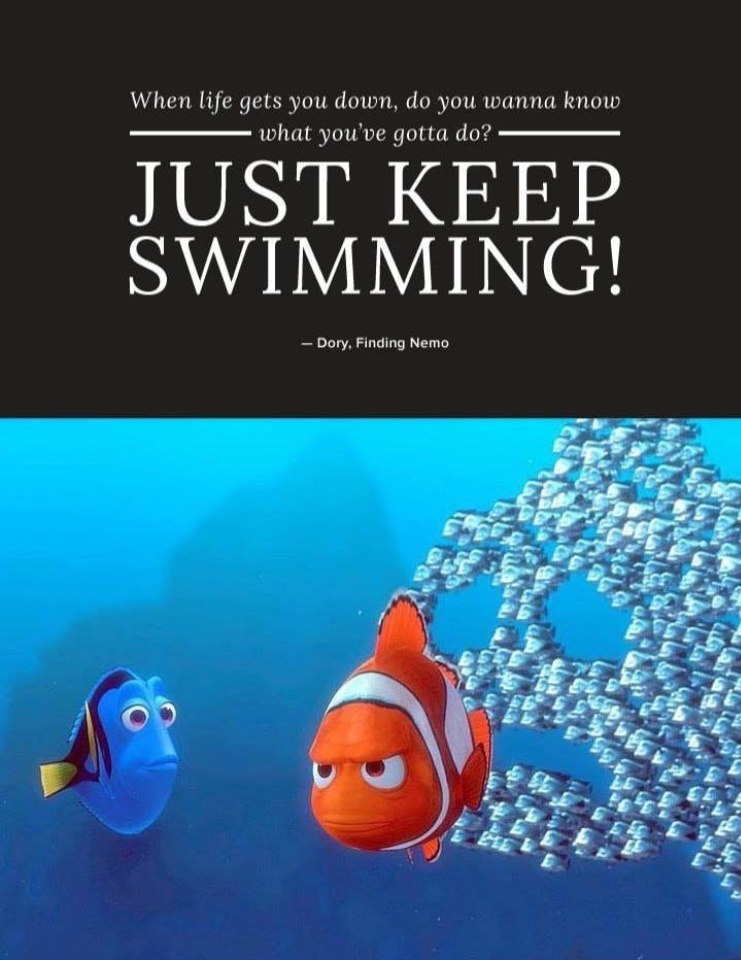 When life gets you down, do you wanna know
what you've gotta do?
JUST KEEP
SWIMMING!
— Dory, Finding Nemo